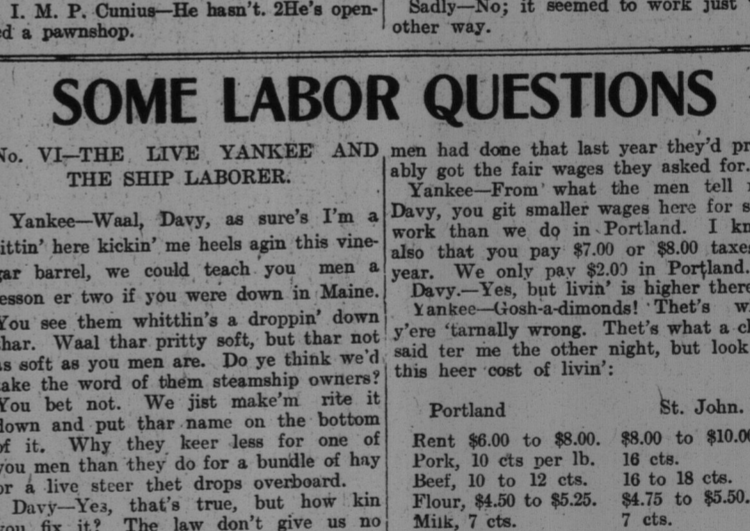 I. M. P. Cunius—He hasn't. 2He's open-
ed a pawnshop.
Sadly—No; it seemed to work just
other way.
SOME LABOR QUESTIONS
No. VI—THE LIVE YANKEE AND
THE SHIP LABORER.
Yankee—Waal, Davy, as sure's I'm a
ittin' here kickin' me heels agin this vine-
gar barrel, we could teach you men a
esson er two if you were down in Maine.
You see them whittlin's a droppin' down
thar. Waal thar pritty soft, but thar not
as soft as you men are. Do ye think we'd
take the word of them steamship owners?
You bet not. We jist make'm rite it
down and put thar name on the bottom
of it. Why they keer less for one of
you men than they do for a bundle of hay
or a live steer thet drops overboard.
Davy—Yes, that's true, but how kin
you fix it? The law don't give us no
men had done that last year they'd pr
ably got the fair wages they asked for.
Yankee—From what the men tell
Davy, you git smaller wages here for s
work than we do in Portland. I kn
also that you pay $7.00 or $8.00 taxes
year. We only pay $2.00 in Portland.
Davy.—Yes, but livin' is higher there
Yankee—Gosh-a-dimonds! Thet's w
y'ere 'tarnally wrong. Thet's what a c
said ter me the other night, but look
this heer cost of livin':
Portland St. John.
Rent $6.00 to $8.00. $8.00 to $10.00
Pork, 10 cts per lb. 16 cts.
Beef, 10 to 12 cts. 16 to 18 cts.
Flour, $4.50 to $5.25. $4.75 to $5.50.
Milk, 7 cts. 7 cts.